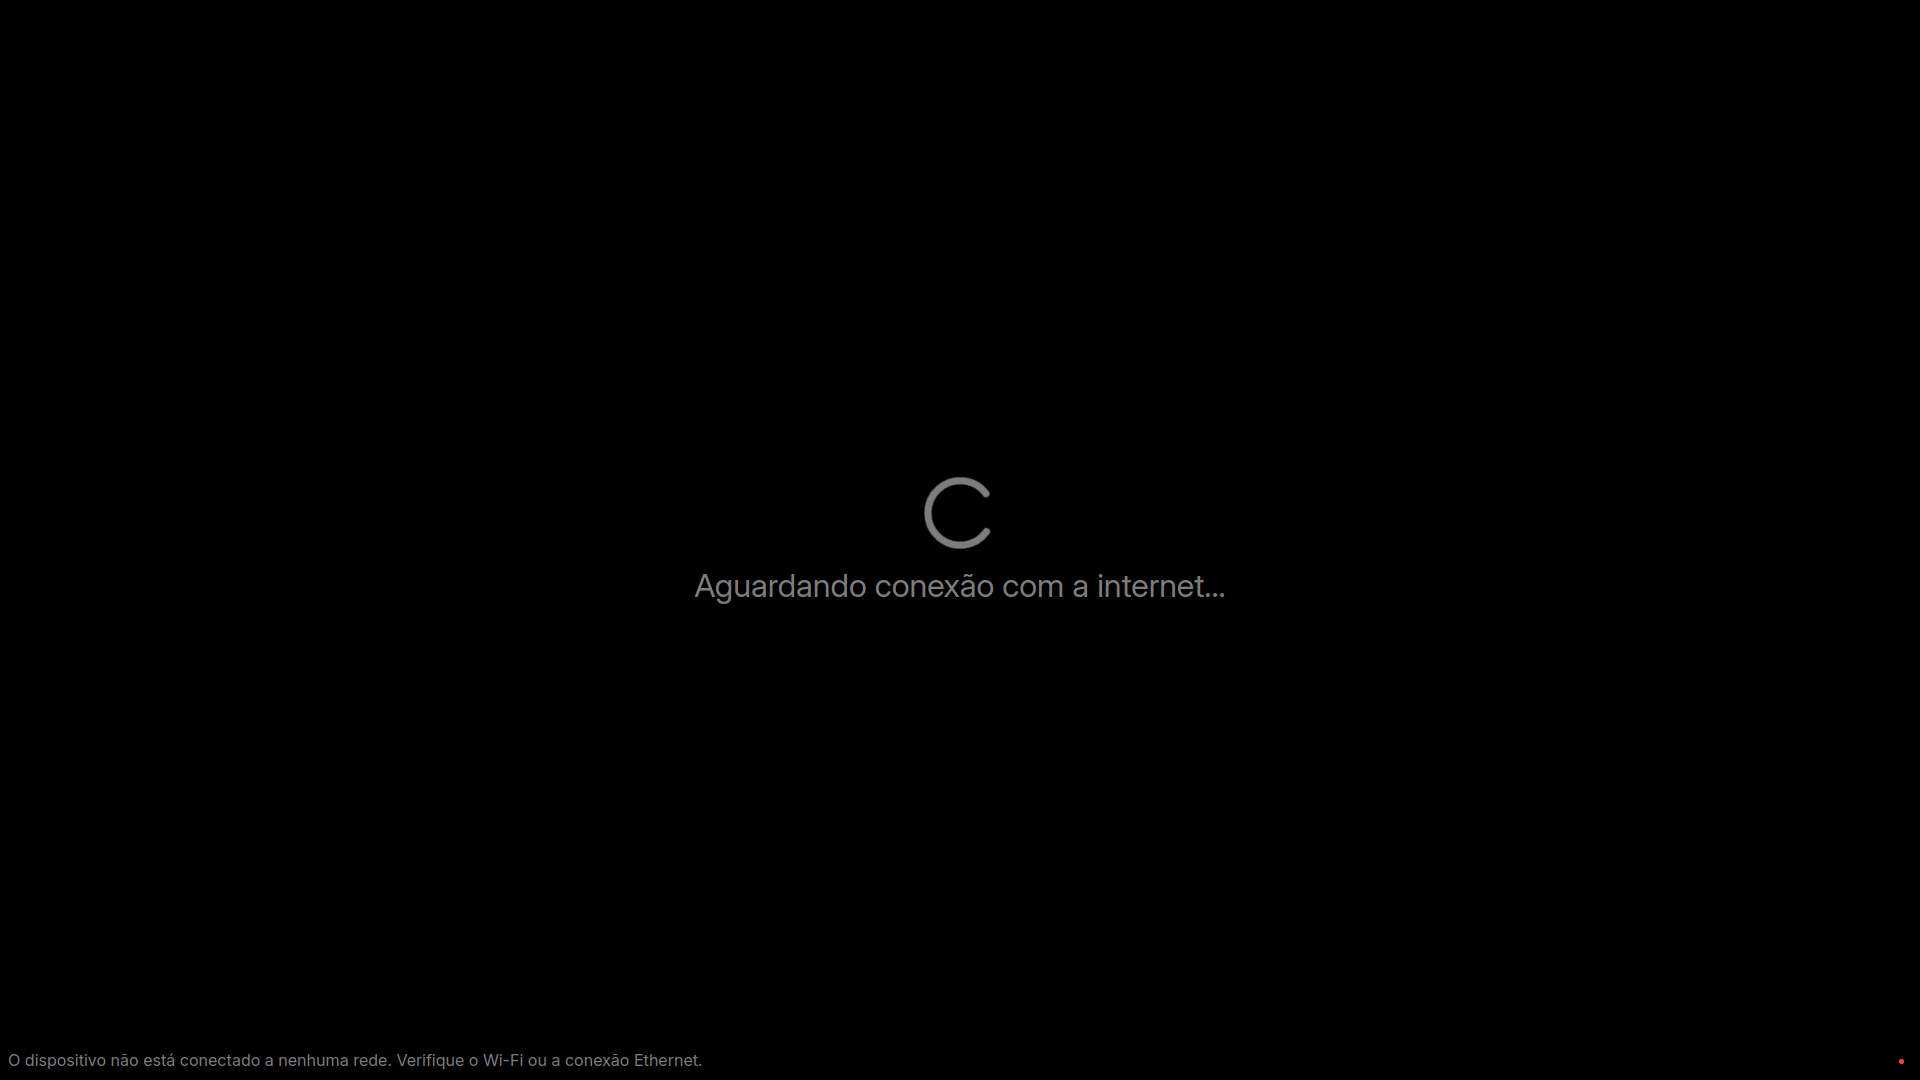 Aguardando conexão com a internet...
O dispositivo não está conectado a nenhuma rede. Verifique o Wi-Fi ou a conexão Ethernet.